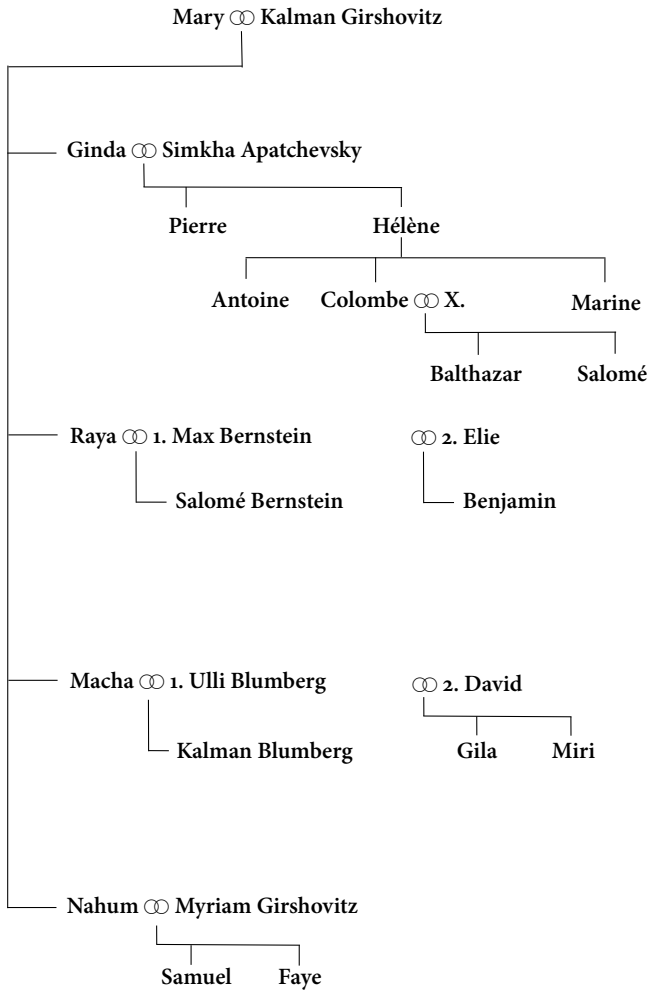 Mary ⚭ Kalman Girshovitz
Ginda ⚭ Simkha Apatchevsky
Pierre Hélène
Antoine Colombe ⚭ X. Marine
Balthazar Salomé
Raya ⚭ 1. Max Bernstein ⚭ 2. Elie
Salomé Bernstein Benjamin
Macha ⚭ 1. Ulli Blumberg ⚭ 2. David
Kalman Blumberg Gila Miri
Nahum ⚭ Myriam Girshovitz
Samuel Faye